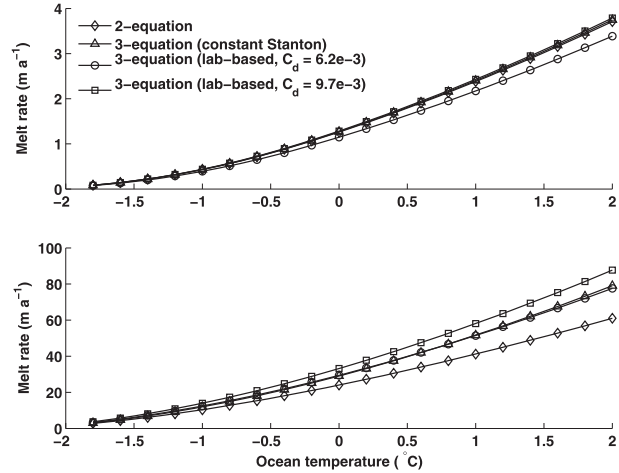 4
3
2
1
0
Melt rate (m a⁻¹)
2-equation
3-equation (constant Stanton)
3-equation (lab-based, C_d = 6.2e-3)
3-equation (lab-based, C_d = 9.7e-3)
−2 −1.5 −1 −0.5 0 0.5 1 1.5 2
100
80
60
40
20
0
Melt rate (m a⁻¹)
−2 −1.5 −1 −0.5 0 0.5 1 1.5 2
Ocean temperature (°C)